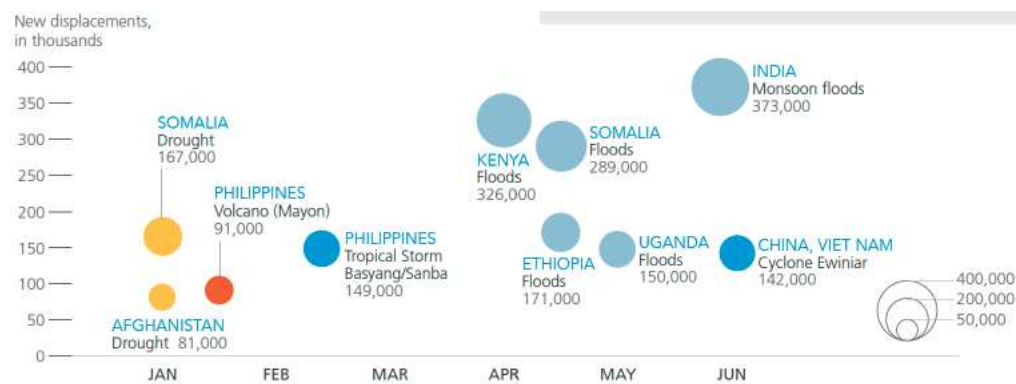 New displacements,
in thousands
400
350
300
250
200
150
100
50
0
SOMALIA
Drought
167,000
PHILIPPINES
Volcano (Mayon)
91,000
AFGHANISTAN
Drought 81,000
PHILIPPINES
Tropical Storm
Basyang/Sanba
149,000
KENYA
Floods
326,000
SOMALIA
Floods
289,000
ETHIOPIA
Floods
171,000
UGANDA
Floods
150,000
INDIA
Monsoon floods
373,000
CHINA, VIET NAM
Cyclone Ewiniar
142,000
400,000
200,000
50,000
JAN FEB MAR APR MAY JUN